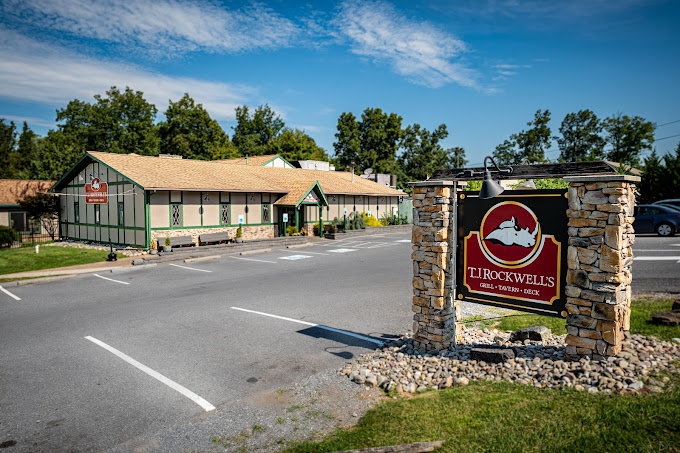 T.J ROCKWELL'S
GRILL • TAVERN • DECK